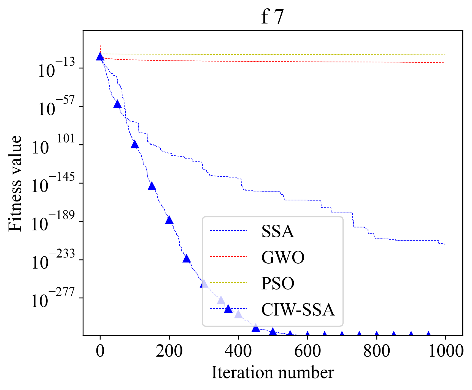 f 7
Fitness value
10⁻¹³
10⁻⁵⁷
10⁻¹⁰¹
10⁻¹⁴⁵
10⁻¹⁸⁹
10⁻²³³
10⁻²⁷⁷
SSA
GWO
PSO
CIW-SSA
0 200 400 600 800 1000
Iteration number